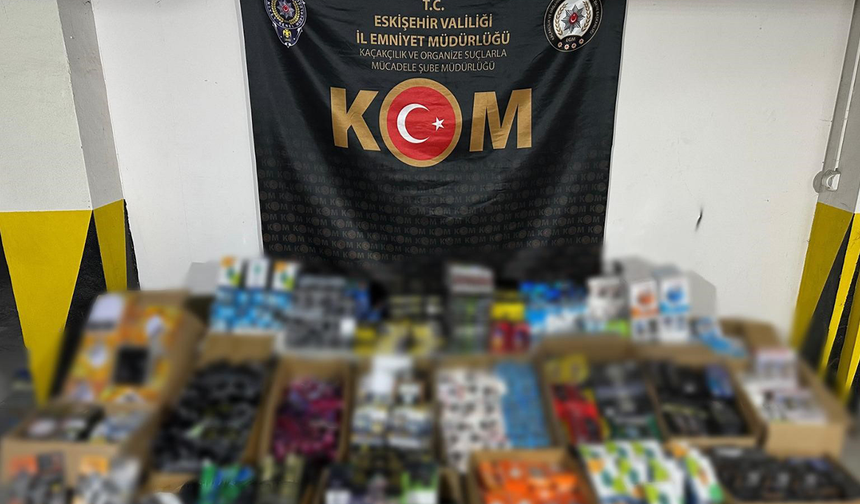 T.C.
ESKİŞEHİR VALİLİĞİ
İL EMNİYET MÜDÜRLÜĞÜ
KAÇAKÇILIK VE ORGANİZE SUÇLARLA
MÜCADELE ŞUBE MÜDÜRLÜĞÜ
KOM